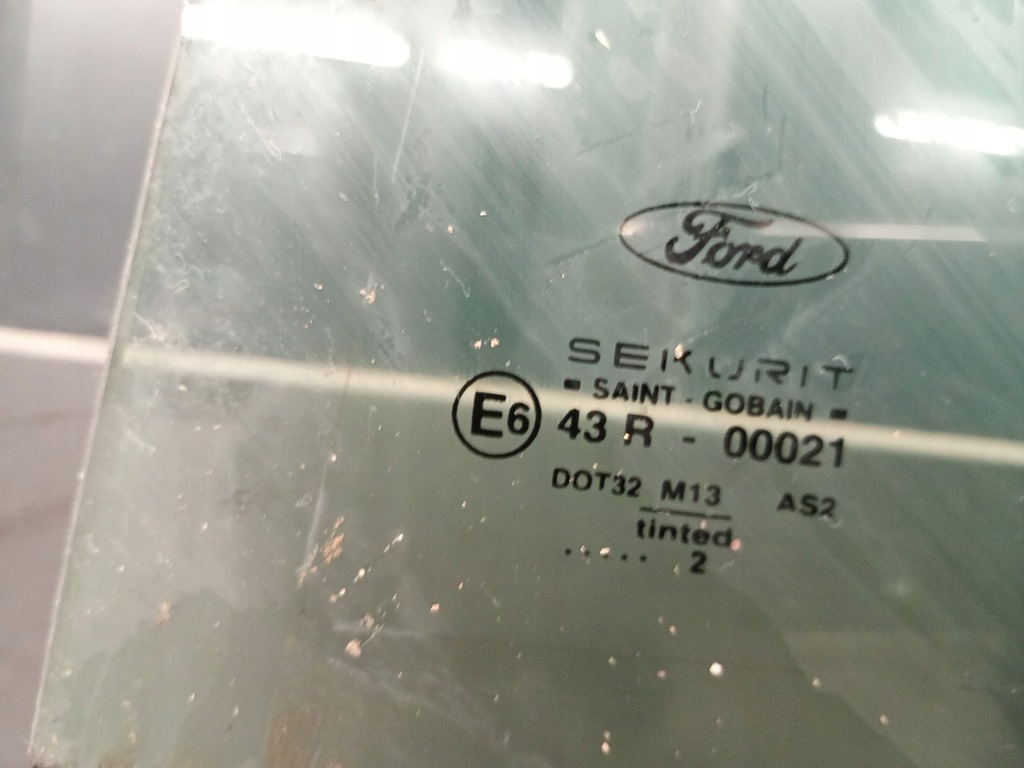 Ford
SEKURIT
- SAINT - GOBAIN -
E6 43 R - 00021
DOT32 M13 AS2
tinted
..... 2